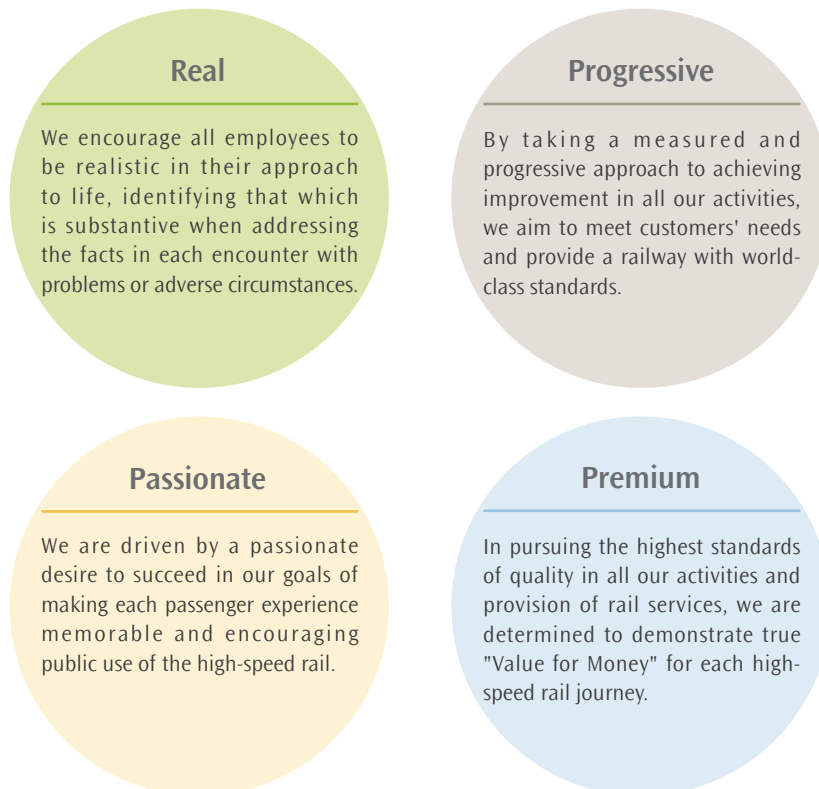 Real
We encourage all employees to
be realistic in their approach
to life, identifying that which
is substantive when addressing
the facts in each encounter with
problems or adverse circumstances.
Progressive
By taking a measured and
progressive approach to achieving
improvement in all our activities,
we aim to meet customers' needs
and provide a railway with world-
class standards.
Passionate
We are driven by a passionate
desire to succeed in our goals of
making each passenger experience
memorable and encouraging
public use of the high-speed rail.
Premium
In pursuing the highest standards
of quality in all our activities and
provision of rail services, we are
determined to demonstrate true
"Value for Money" for each high-
speed rail journey.